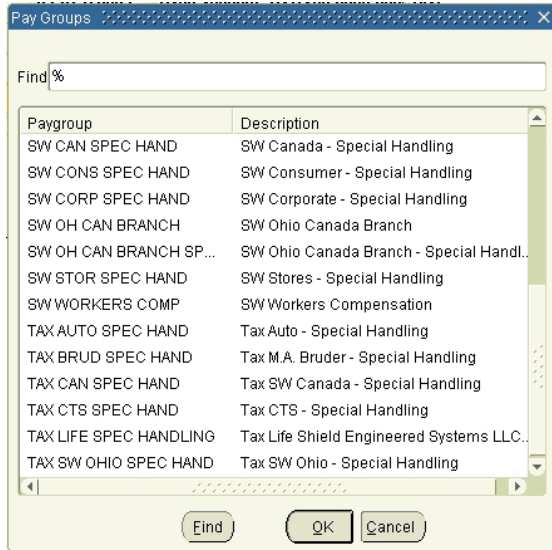 Pay Groups
Find %
Paygroup Description
SW CAN SPEC HAND SW Canada - Special Handling
SW CONS SPEC HAND SW Consumer - Special Handling
SW CORP SPEC HAND SW Corporate - Special Handling
SW OH CAN BRANCH SW Ohio Canada Branch
SW OH CAN BRANCH SP... SW Ohio Canada Branch - Special Handl..
SW STOR SPEC HAND SW Stores - Special Handling
SW WORKERS COMP SW Workers Compensation
TAX AUTO SPEC HAND Tax Auto - Special Handling
TAX BRUD SPEC HAND Tax M.A. Bruder - Special Handling
TAX CAN SPEC HAND Tax SW Canada - Special Handling
TAX CTS SPEC HAND Tax CTS - Special Handling
TAX LIFE SPEC HANDLING Tax Life Shield Engineered Systems LLC..
TAX SW OHIO SPEC HAND Tax SW Ohio - Special Handling
Find OK Cancel